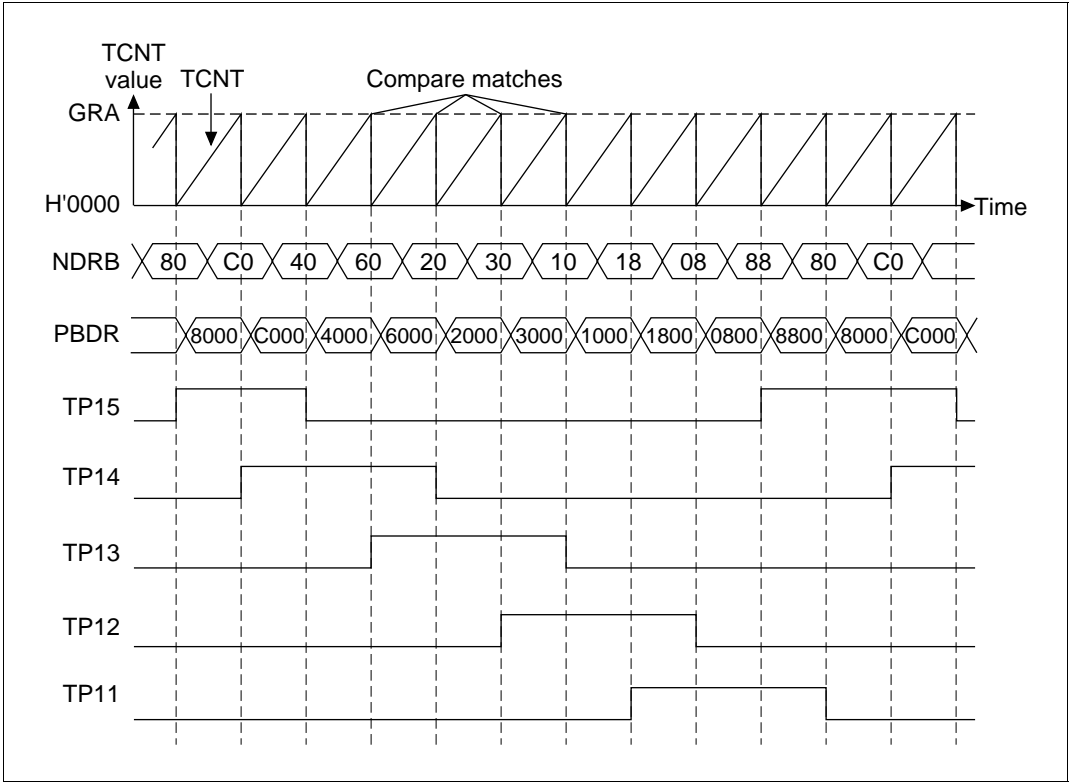 TCNT
value
TCNT
Compare matches
GRA
H'0000
Time
NDRB 80 C0 40 60 20 30 10 18 08 88 80 C0
PBDR 8000 C000 4000 6000 2000 3000 1000 1800 0800 8800 8000 C000
TP15
TP14
TP13
TP12
TP11